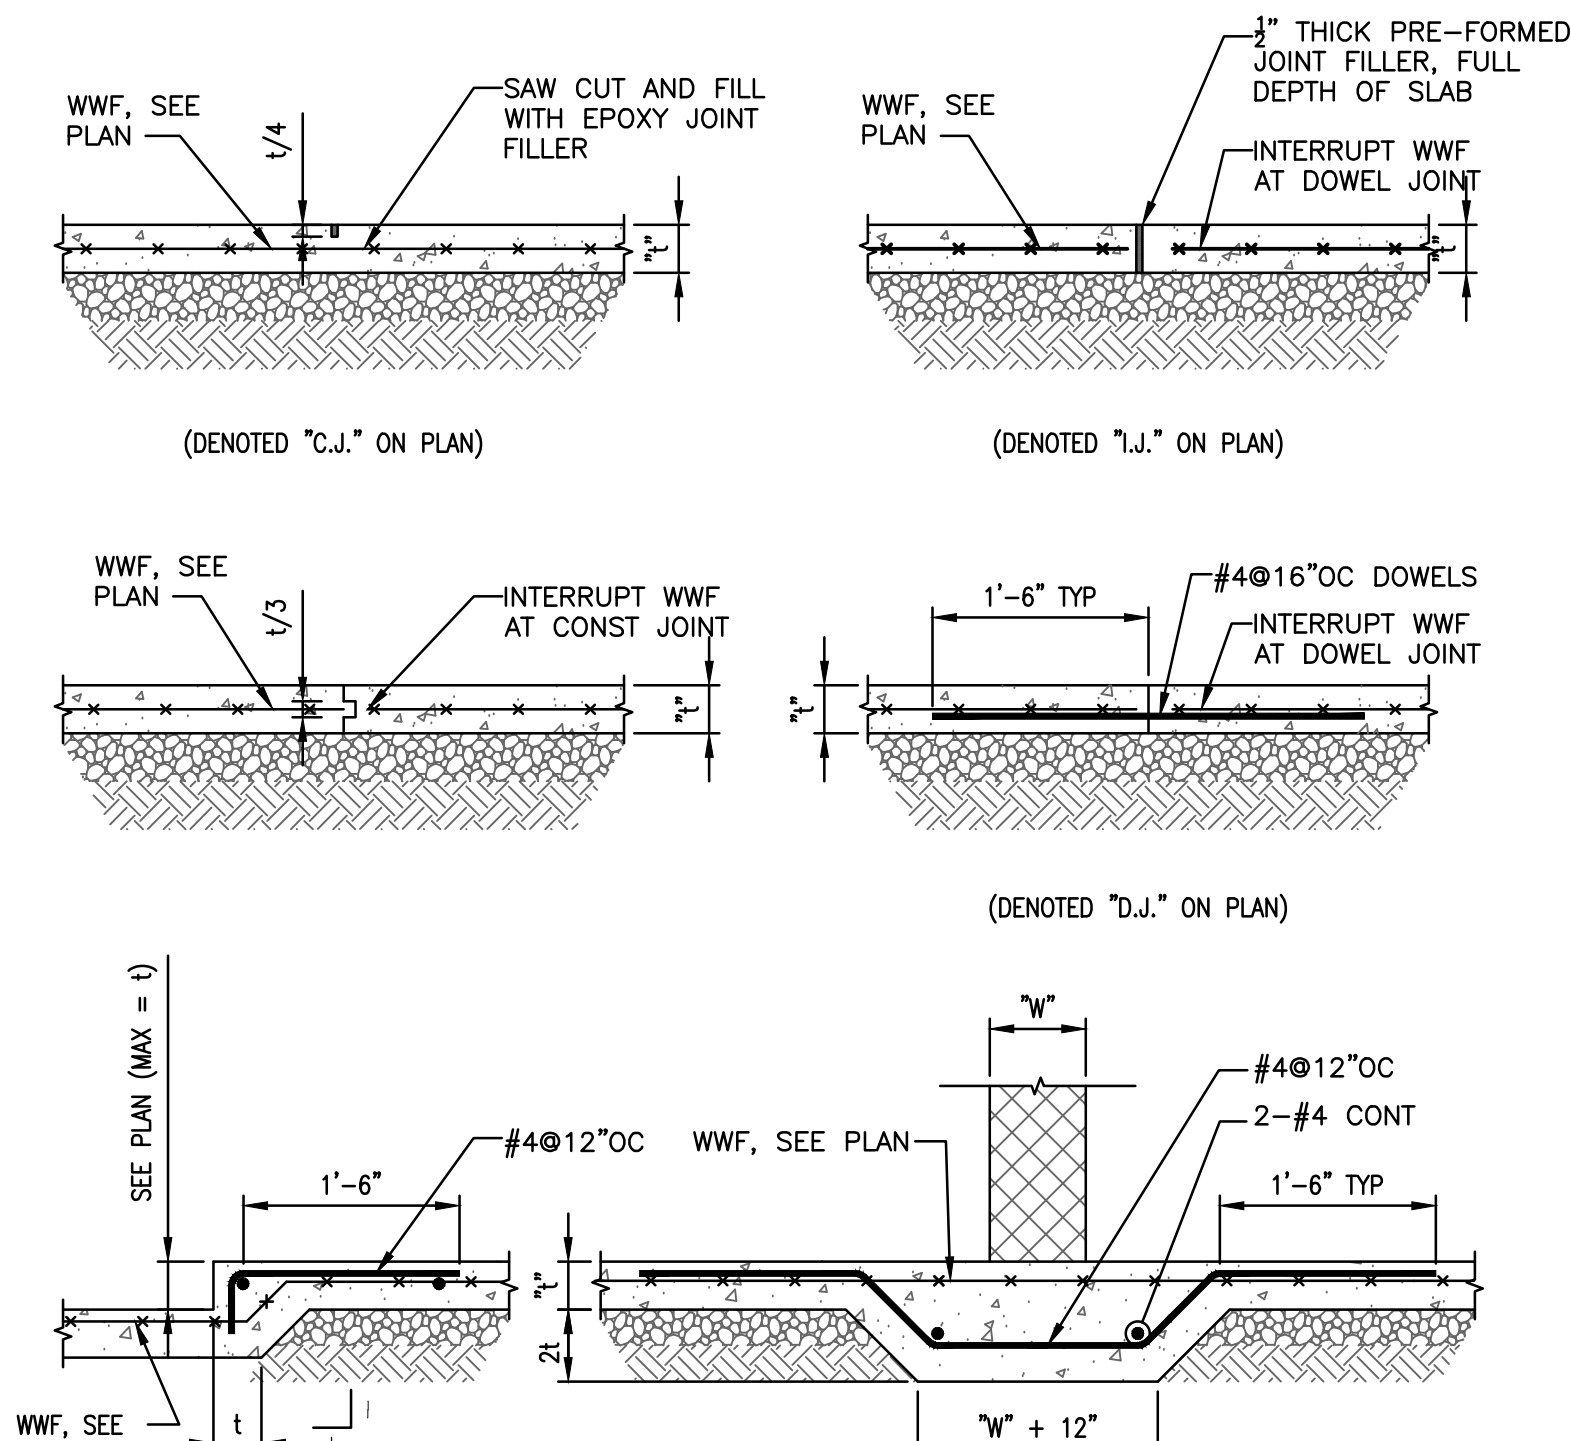 WWF, SEE
PLAN
t/4
SAW CUT AND FILL
WITH EPOXY JOINT
FILLER
"t"
(DENOTED "C.J." ON PLAN)
WWF, SEE
PLAN
½" THICK PRE-FORMED
JOINT FILLER, FULL
DEPTH OF SLAB
INTERRUPT WWF
AT DOWEL JOINT
"t"
(DENOTED "I.J." ON PLAN)
WWF, SEE
PLAN
t/3
INTERRUPT WWF
AT CONST JOINT
"t"
1'-6" TYP
#4@16"OC DOWELS
INTERRUPT WWF
AT DOWEL JOINT
"t"
(DENOTED "D.J." ON PLAN)
SEE PLAN (MAX = t)
#4@12"OC
1'-6"
WWF, SEE
t
"W"
#4@12"OC
2-#4 CONT
WWF, SEE PLAN
1'-6" TYP
"t"
2t
"W" + 12"